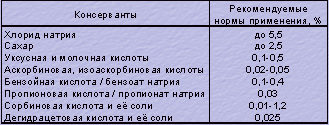 Консерванты
Рекомендуемые
нормы применения, %
Хлорид натрия до 5,5
Сахар до 2,5
Уксусная и молочная кислоты 0,1-0,5
Аскорбиновая, изоаскорбиновая кислоты 0,02-0,05
Бензойная кислота / бензоат натрия 0,1-0,4
Пропионовая кислота / пропионат натрия 0,03
Сорбиновая кислота и её соли 0,01-1,2
Дегидрацетовая кислота и её соли 0,025